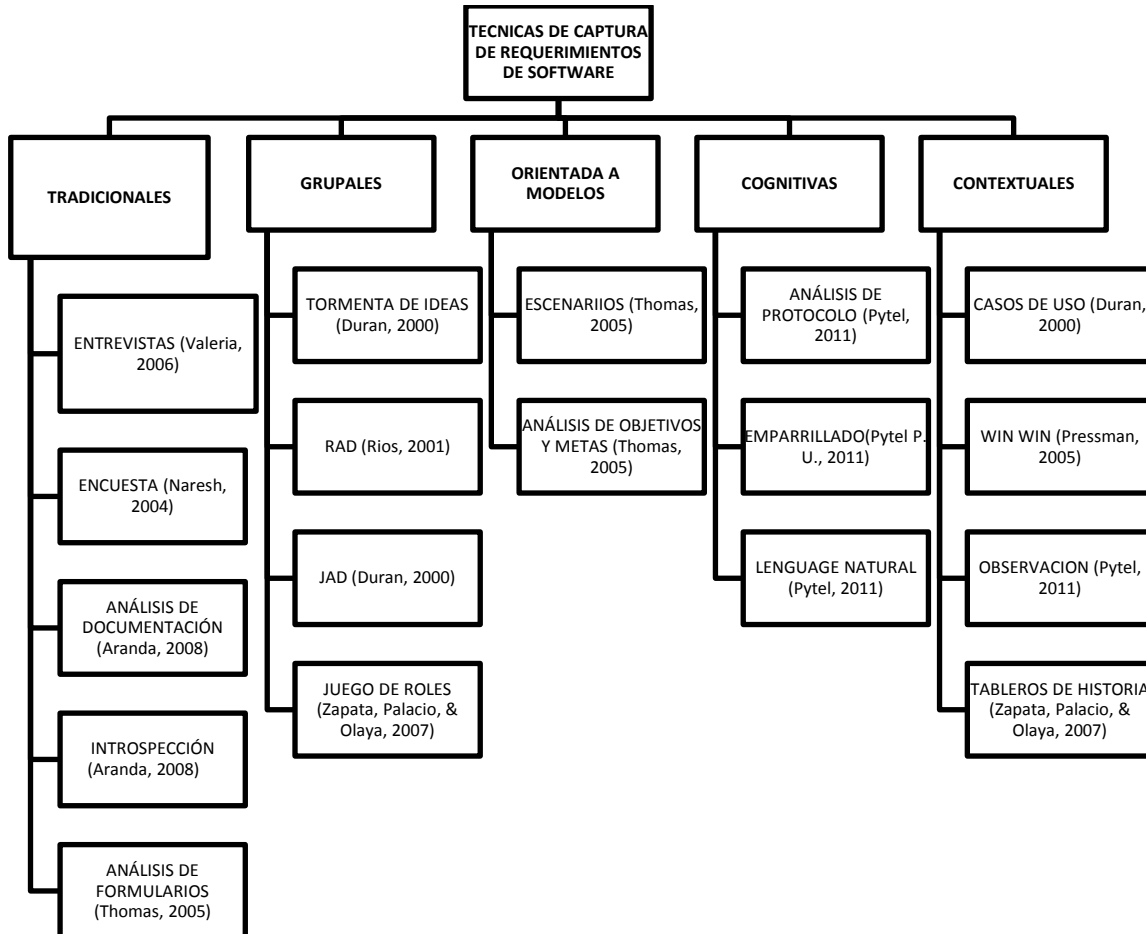 TECNICAS DE CAPTURA
DE REQUERIMIENTOS
DE SOFTWARE
TRADICIONALES
ENTREVISTAS (Valeria,
2006)
ENCUESTA (Naresh,
2004)
ANÁLISIS DE
DOCUMENTACIÓN
(Aranda, 2008)
INTROSPECCIÓN
(Aranda, 2008)
ANÁLISIS DE
FORMULARIOS
(Thomas, 2005)
GRUPALES
TORMENTA DE IDEAS
(Duran, 2000)
RAD (Rios, 2001)
JAD (Duran, 2000)
JUEGO DE ROLES
(Zapata, Palacio, &
Olaya, 2007)
ORIENTADA A
MODELOS
ESCENARIIOS (Thomas,
2005)
ANÁLISIS DE OBJETIVOS
Y METAS (Thomas,
2005)
COGNITIVAS
ANÁLISIS DE
PROTOCOLO (Pytel,
2011)
EMPARRILLADO(Pytel P.
U., 2011)
LENGUAGE NATURAL
(Pytel, 2011)
CONTEXTUALES
CASOS DE USO (Duran,
2000)
WIN WIN (Pressman,
2005)
OBSERVACION (Pytel,
2011)
TABLEROS DE HISTORIA
(Zapata, Palacio, &
Olaya, 2007)